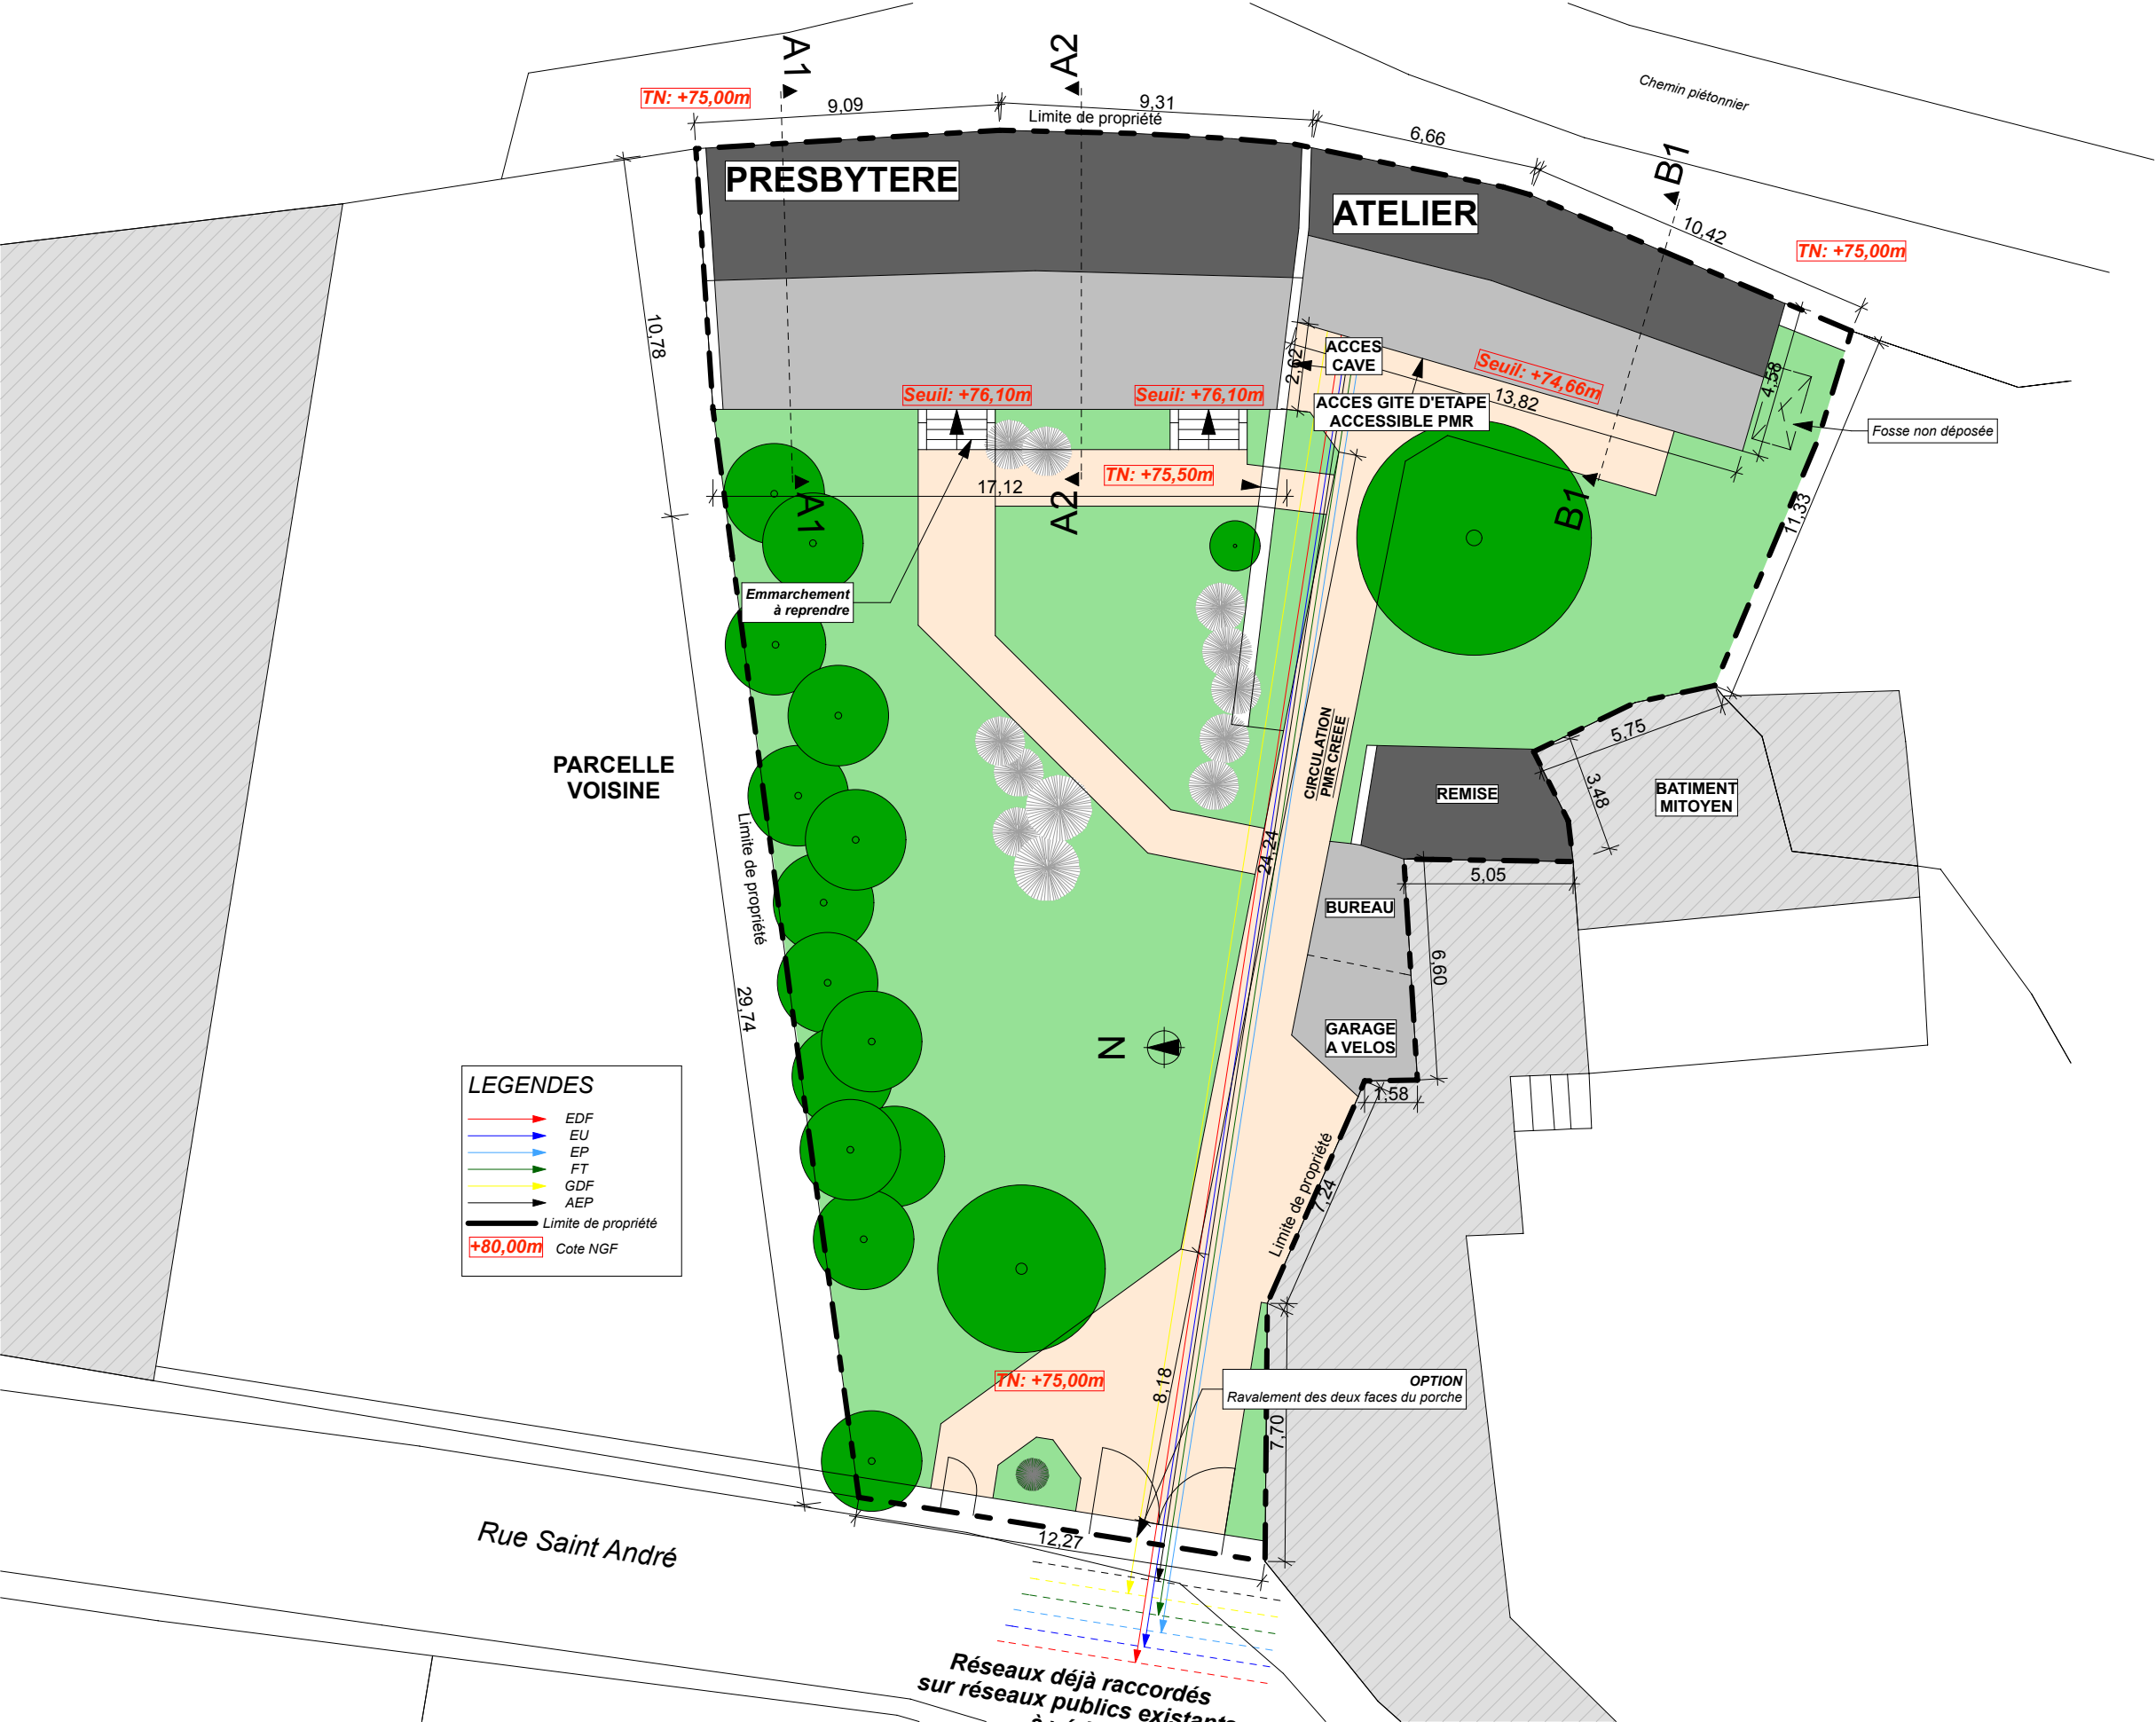 A1
A2
TN: +75,00m
9,09
9,31
Limite de propriété
Chemin piétonnier
6,66
B1
PRESBYTERE
ATELIER
10,42
TN: +75,00m
10,78
2,62
ACCES
CAVE
Seuil: +74,66m
13,82
4,58
Seuil: +76,10m
Seuil: +76,10m
ACCES GITE D'ETAPE
ACCESSIBLE PMR
Fosse non déposée
TN: +75,50m
17,12
A1
A2
B1
11,33
Emmarchement
à reprendre
CIRCULATION
PMR CREEE
5,75
3,48
PARCELLE
VOISINE
REMISE
BATIMENT
MITOYEN
Limite de propriété
24,24
5,05
BUREAU
6,60
29,74
N
GARAGE
A VELOS
1,58
LEGENDES
EDF
EU
EP
FT
GDF
AEP
Limite de propriété
+80,00m Cote NGF
Limite de propriété
7,24
TN: +75,00m
8,18
OPTION
Ravalement des deux faces du porche
7,70
12,27
Rue Saint André
Réseaux déjà raccordés
sur réseaux publics existants